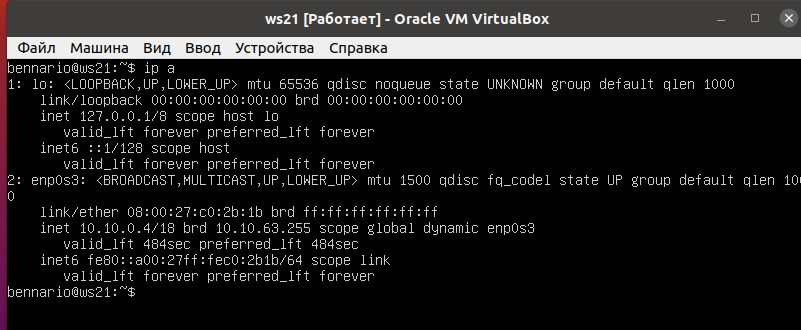 ws21 [Работает] - Oracle VM VirtualBox
Файл Машина Вид Ввод Устройства Справка
bennario@ws21:~$ ip a
1: lo: <LOOPBACK,UP,LOWER_UP> mtu 65536 qdisc noqueue state UNKNOWN group default qlen 1000
    link/loopback 00:00:00:00:00:00 brd 00:00:00:00:00:00
    inet 127.0.0.1/8 scope host lo
       valid_lft forever preferred_lft forever
    inet6 ::1/128 scope host
       valid_lft forever preferred_lft forever
2: enp0s3: <BROADCAST,MULTICAST,UP,LOWER_UP> mtu 1500 qdisc fq_codel state UP group default qlen 100
0
    link/ether 08:00:27:c0:2b:1b brd ff:ff:ff:ff:ff:ff
    inet 10.10.0.4/18 brd 10.10.63.255 scope global dynamic enp0s3
       valid_lft 484sec preferred_lft 484sec
    inet6 fe80::a00:27ff:fec0:2b1b/64 scope link
       valid_lft forever preferred_lft forever
bennario@ws21:~$